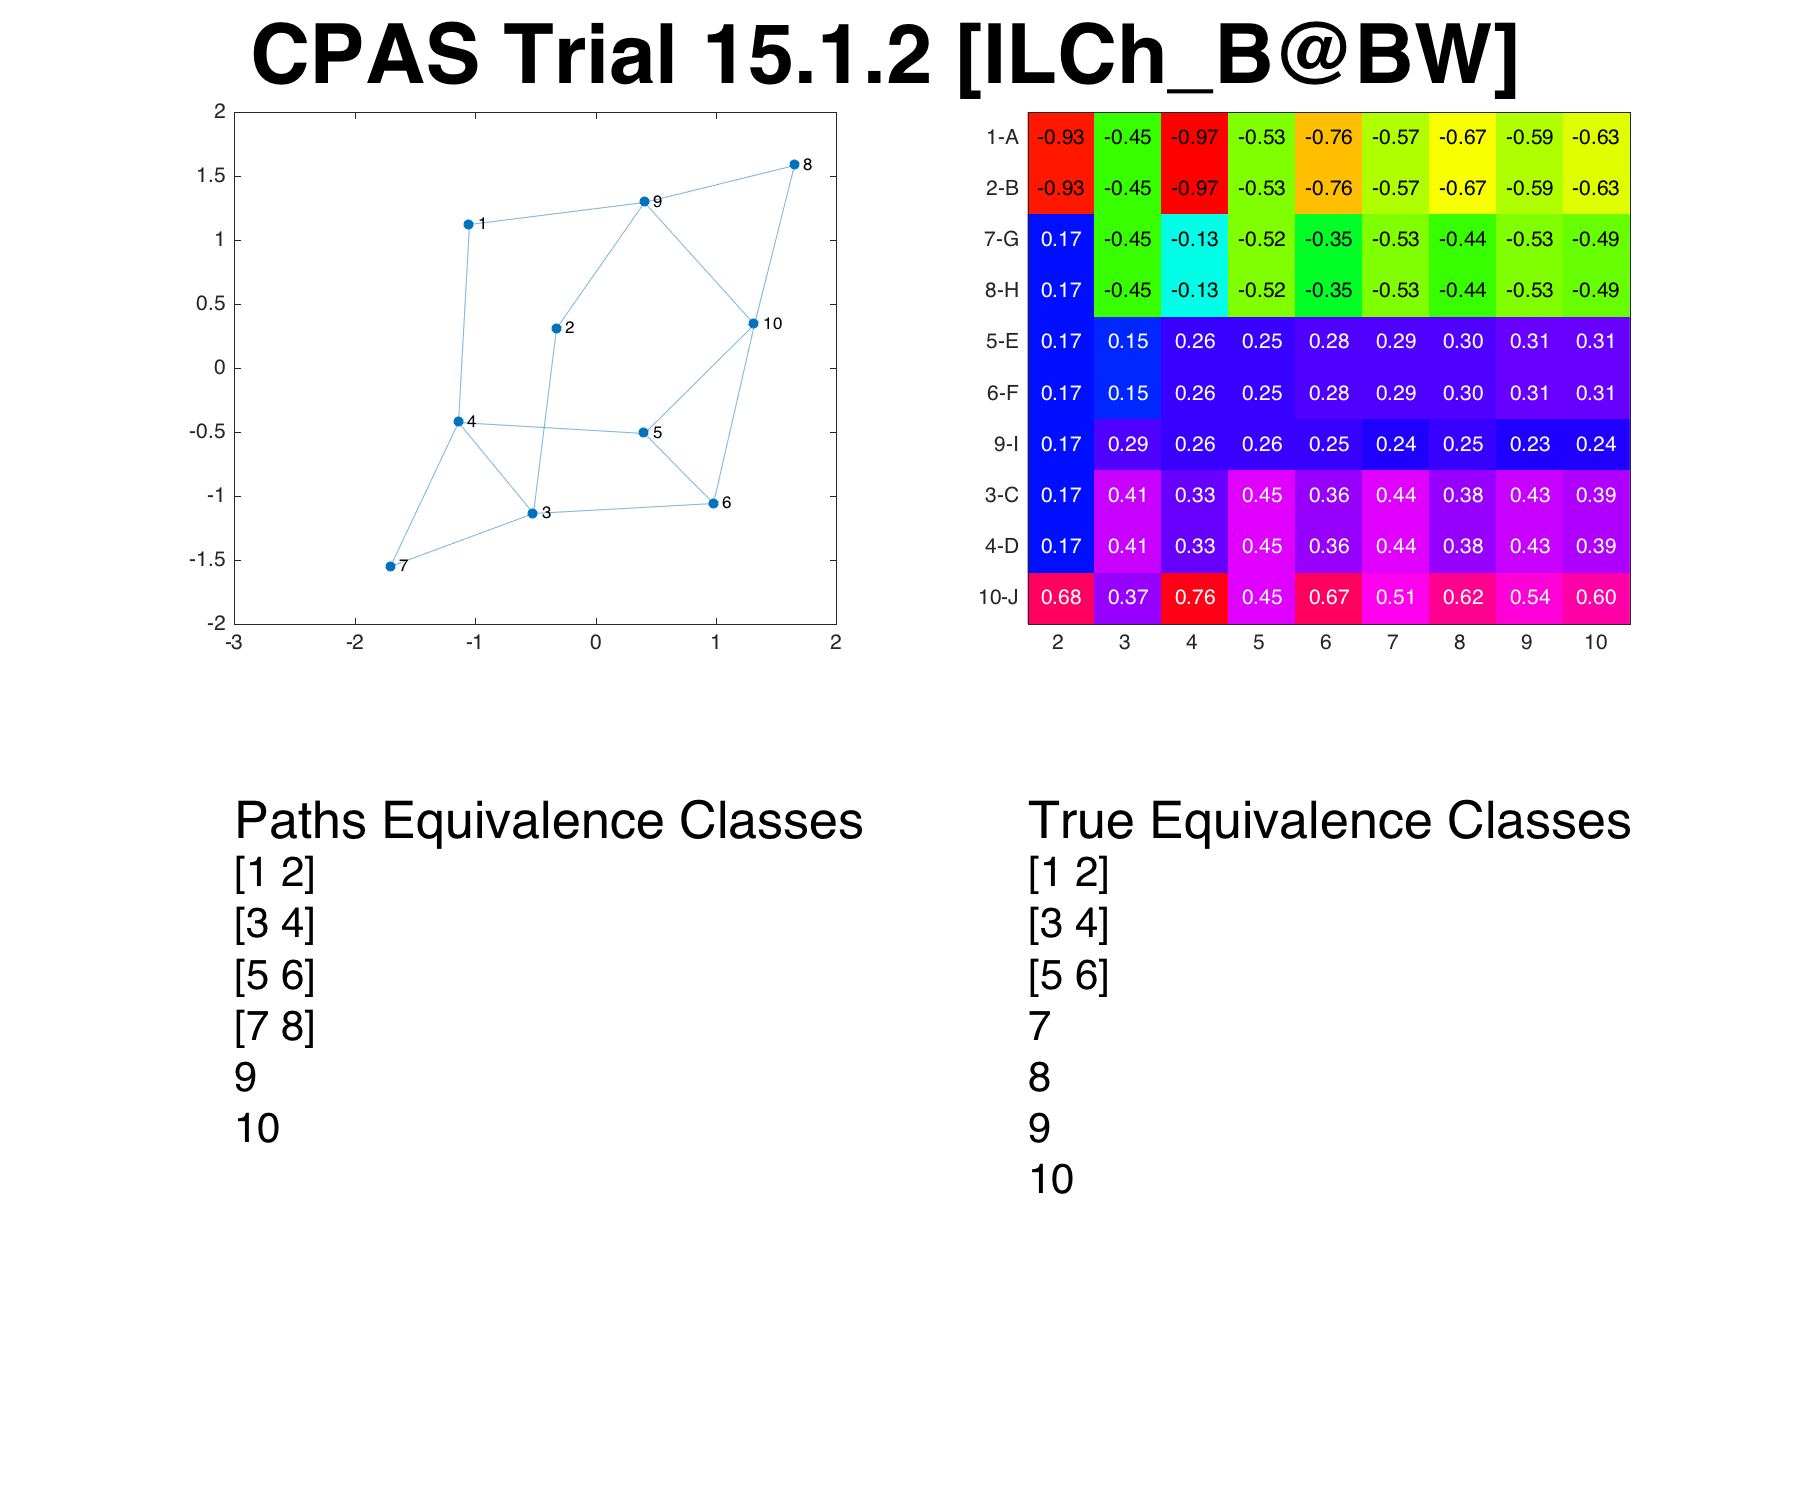 CPAS Trial 15.1.2 [ILCh_B@BW]
2
1.5
1
0.5
0
-0.5
-1
-1.5
-2
-3 -2 -1 0 1 2
8
9
1
2
10
4
5
6
3
7
1-A -0.93 -0.45 -0.97 -0.53 -0.76 -0.57 -0.67 -0.59 -0.63
2-B -0.93 -0.45 -0.97 -0.53 -0.76 -0.57 -0.67 -0.59 -0.63
7-G 0.17 -0.45 -0.13 -0.52 -0.35 -0.53 -0.44 -0.53 -0.49
8-H 0.17 -0.45 -0.13 -0.52 -0.35 -0.53 -0.44 -0.53 -0.49
5-E 0.17 0.15 0.26 0.25 0.28 0.29 0.30 0.31 0.31
6-F 0.17 0.15 0.26 0.25 0.28 0.29 0.30 0.31 0.31
9-I 0.17 0.29 0.26 0.26 0.25 0.24 0.25 0.23 0.24
3-C 0.17 0.41 0.33 0.45 0.36 0.44 0.38 0.43 0.39
4-D 0.17 0.41 0.33 0.45 0.36 0.44 0.38 0.43 0.39
10-J 0.68 0.37 0.76 0.45 0.67 0.51 0.62 0.54 0.60
2 3 4 5 6 7 8 9 10
Paths Equivalence Classes
[1 2]
[3 4]
[5 6]
[7 8]
9
10
True Equivalence Classes
[1 2]
[3 4]
[5 6]
7
8
9
10